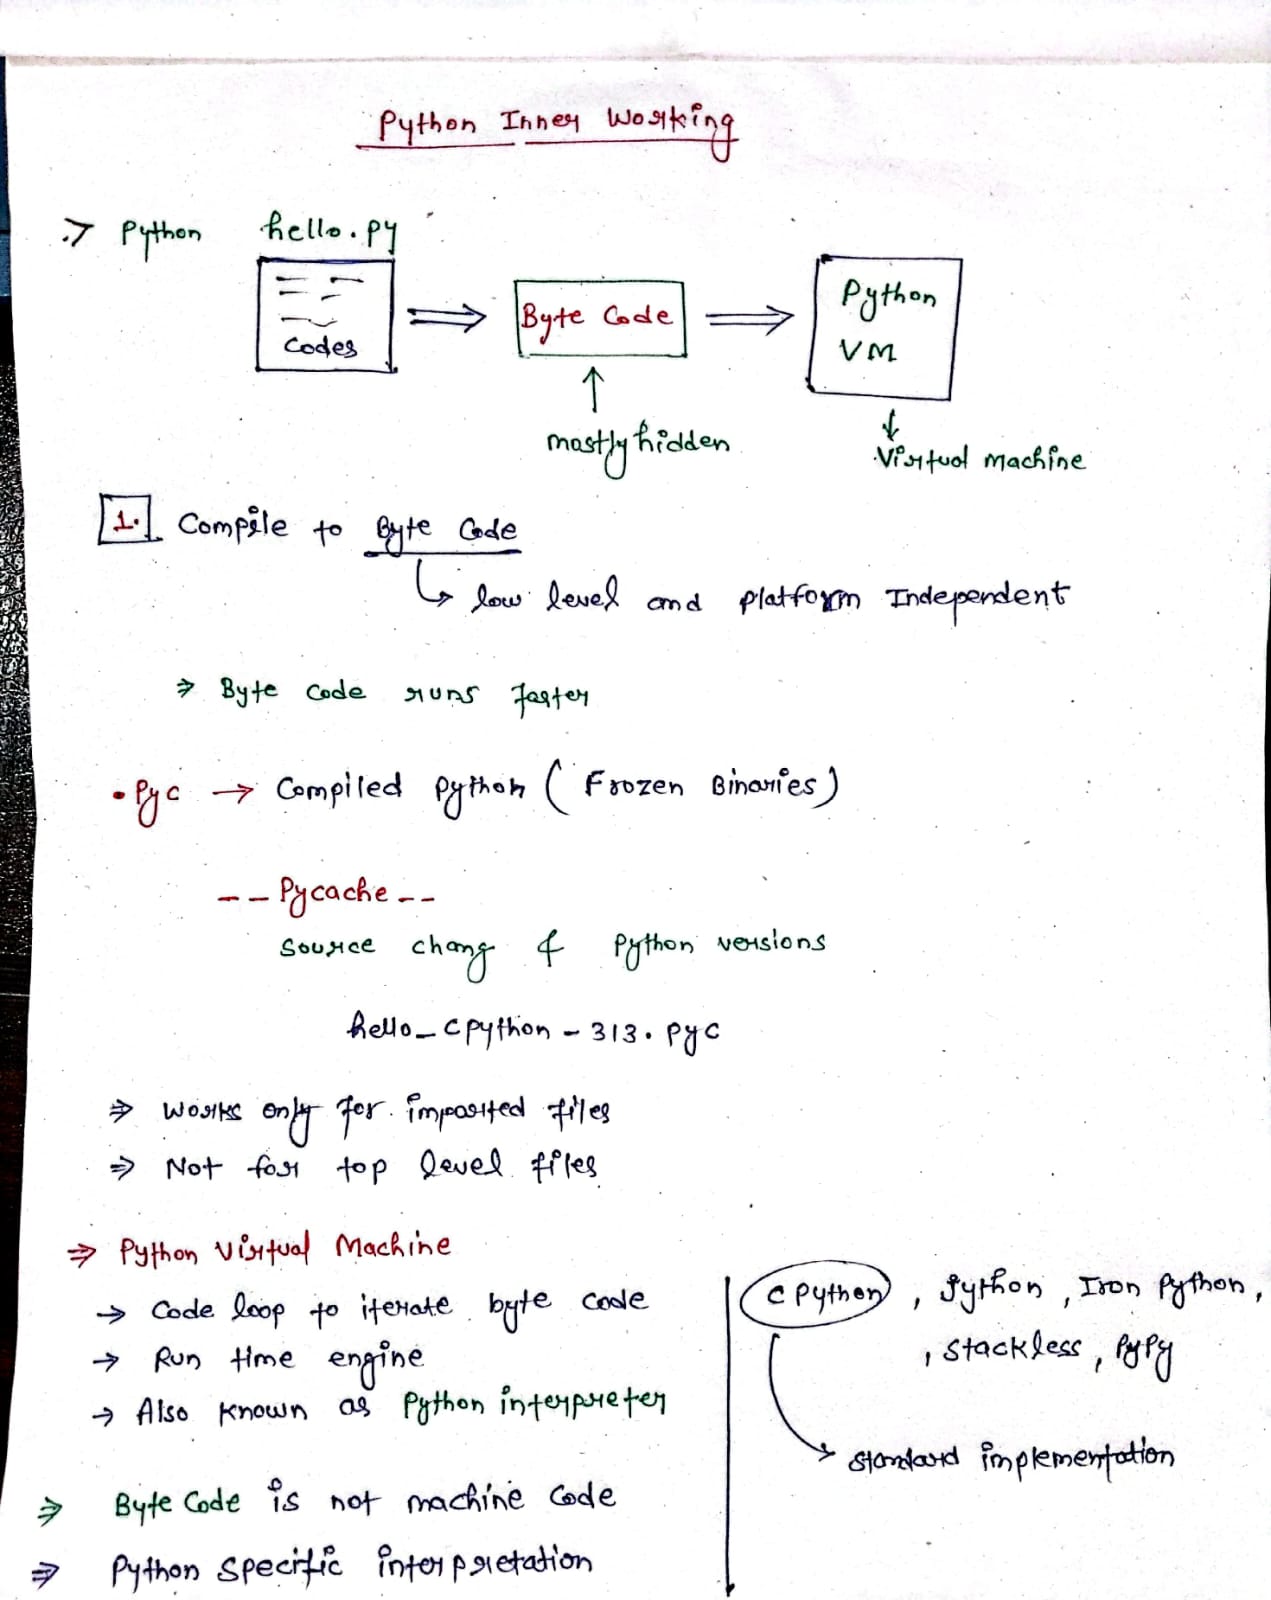 Python Inner Working
Python hello.py
Codes
Byte Code
Python
VM
mostly hidden
Virtual machine
1. Compile to Byte Code
low level and platform Independent
⇒ Byte code runs faster
.pyc → Compiled python (Frozen Binaries)
-- Pycache --
source chang & Python versions
hello_cpython-313.pyc
⇒ works only for imported files
⇒ Not for top level files
⇒ Python Virtual Machine
→ Code loop to iterate byte code
→ Run time engine
→ Also known as Python interpreter
⇒ Byte Code is not machine code
⇒ Python specific interpretation
CPython, Jython, Iron Python,
, stackless, PyPy
standard implementation